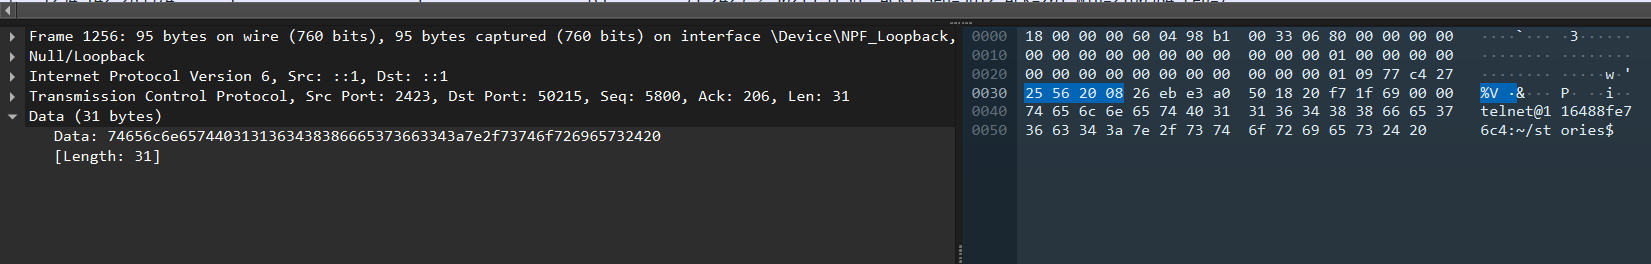 Frame 1256: 95 bytes on wire (760 bits), 95 bytes captured (760 bits) on interface \Device\NPF_Loopback,
Null/Loopback
Internet Protocol Version 6, Src: ::1, Dst: ::1
Transmission Control Protocol, Src Port: 2423, Dst Port: 50215, Seq: 5800, Ack: 206, Len: 31
Data (31 bytes)
Data: 74656c6e657440313136343838666537366334​3a7e2f73746f726965732420
[Length: 31]
0000 18 00 00 00 60 04 98 b1 00 33 06 80 00 00 00 00 ····`··· ·3······
0010 00 00 00 00 00 00 00 00 00 00 00 01 00 00 00 00 ········ ········
0020 00 00 00 00 00 00 00 00 00 00 00 01 09 77 c4 27 ········ ·····w·'
0030 25 56 20 08 26 eb e3 a0 50 18 20 f1 1f 69 00 00 %V ·&··· P· ··i··
0040 74 65 6c 6e 65 74 40 31 31 36 34 38 38 66 65 37 telnet@1 16488fe7
0050 36 63 34 3a 7e 2f 73 74 6f 72 69 65 73 24 20 6c4:~/st ories$